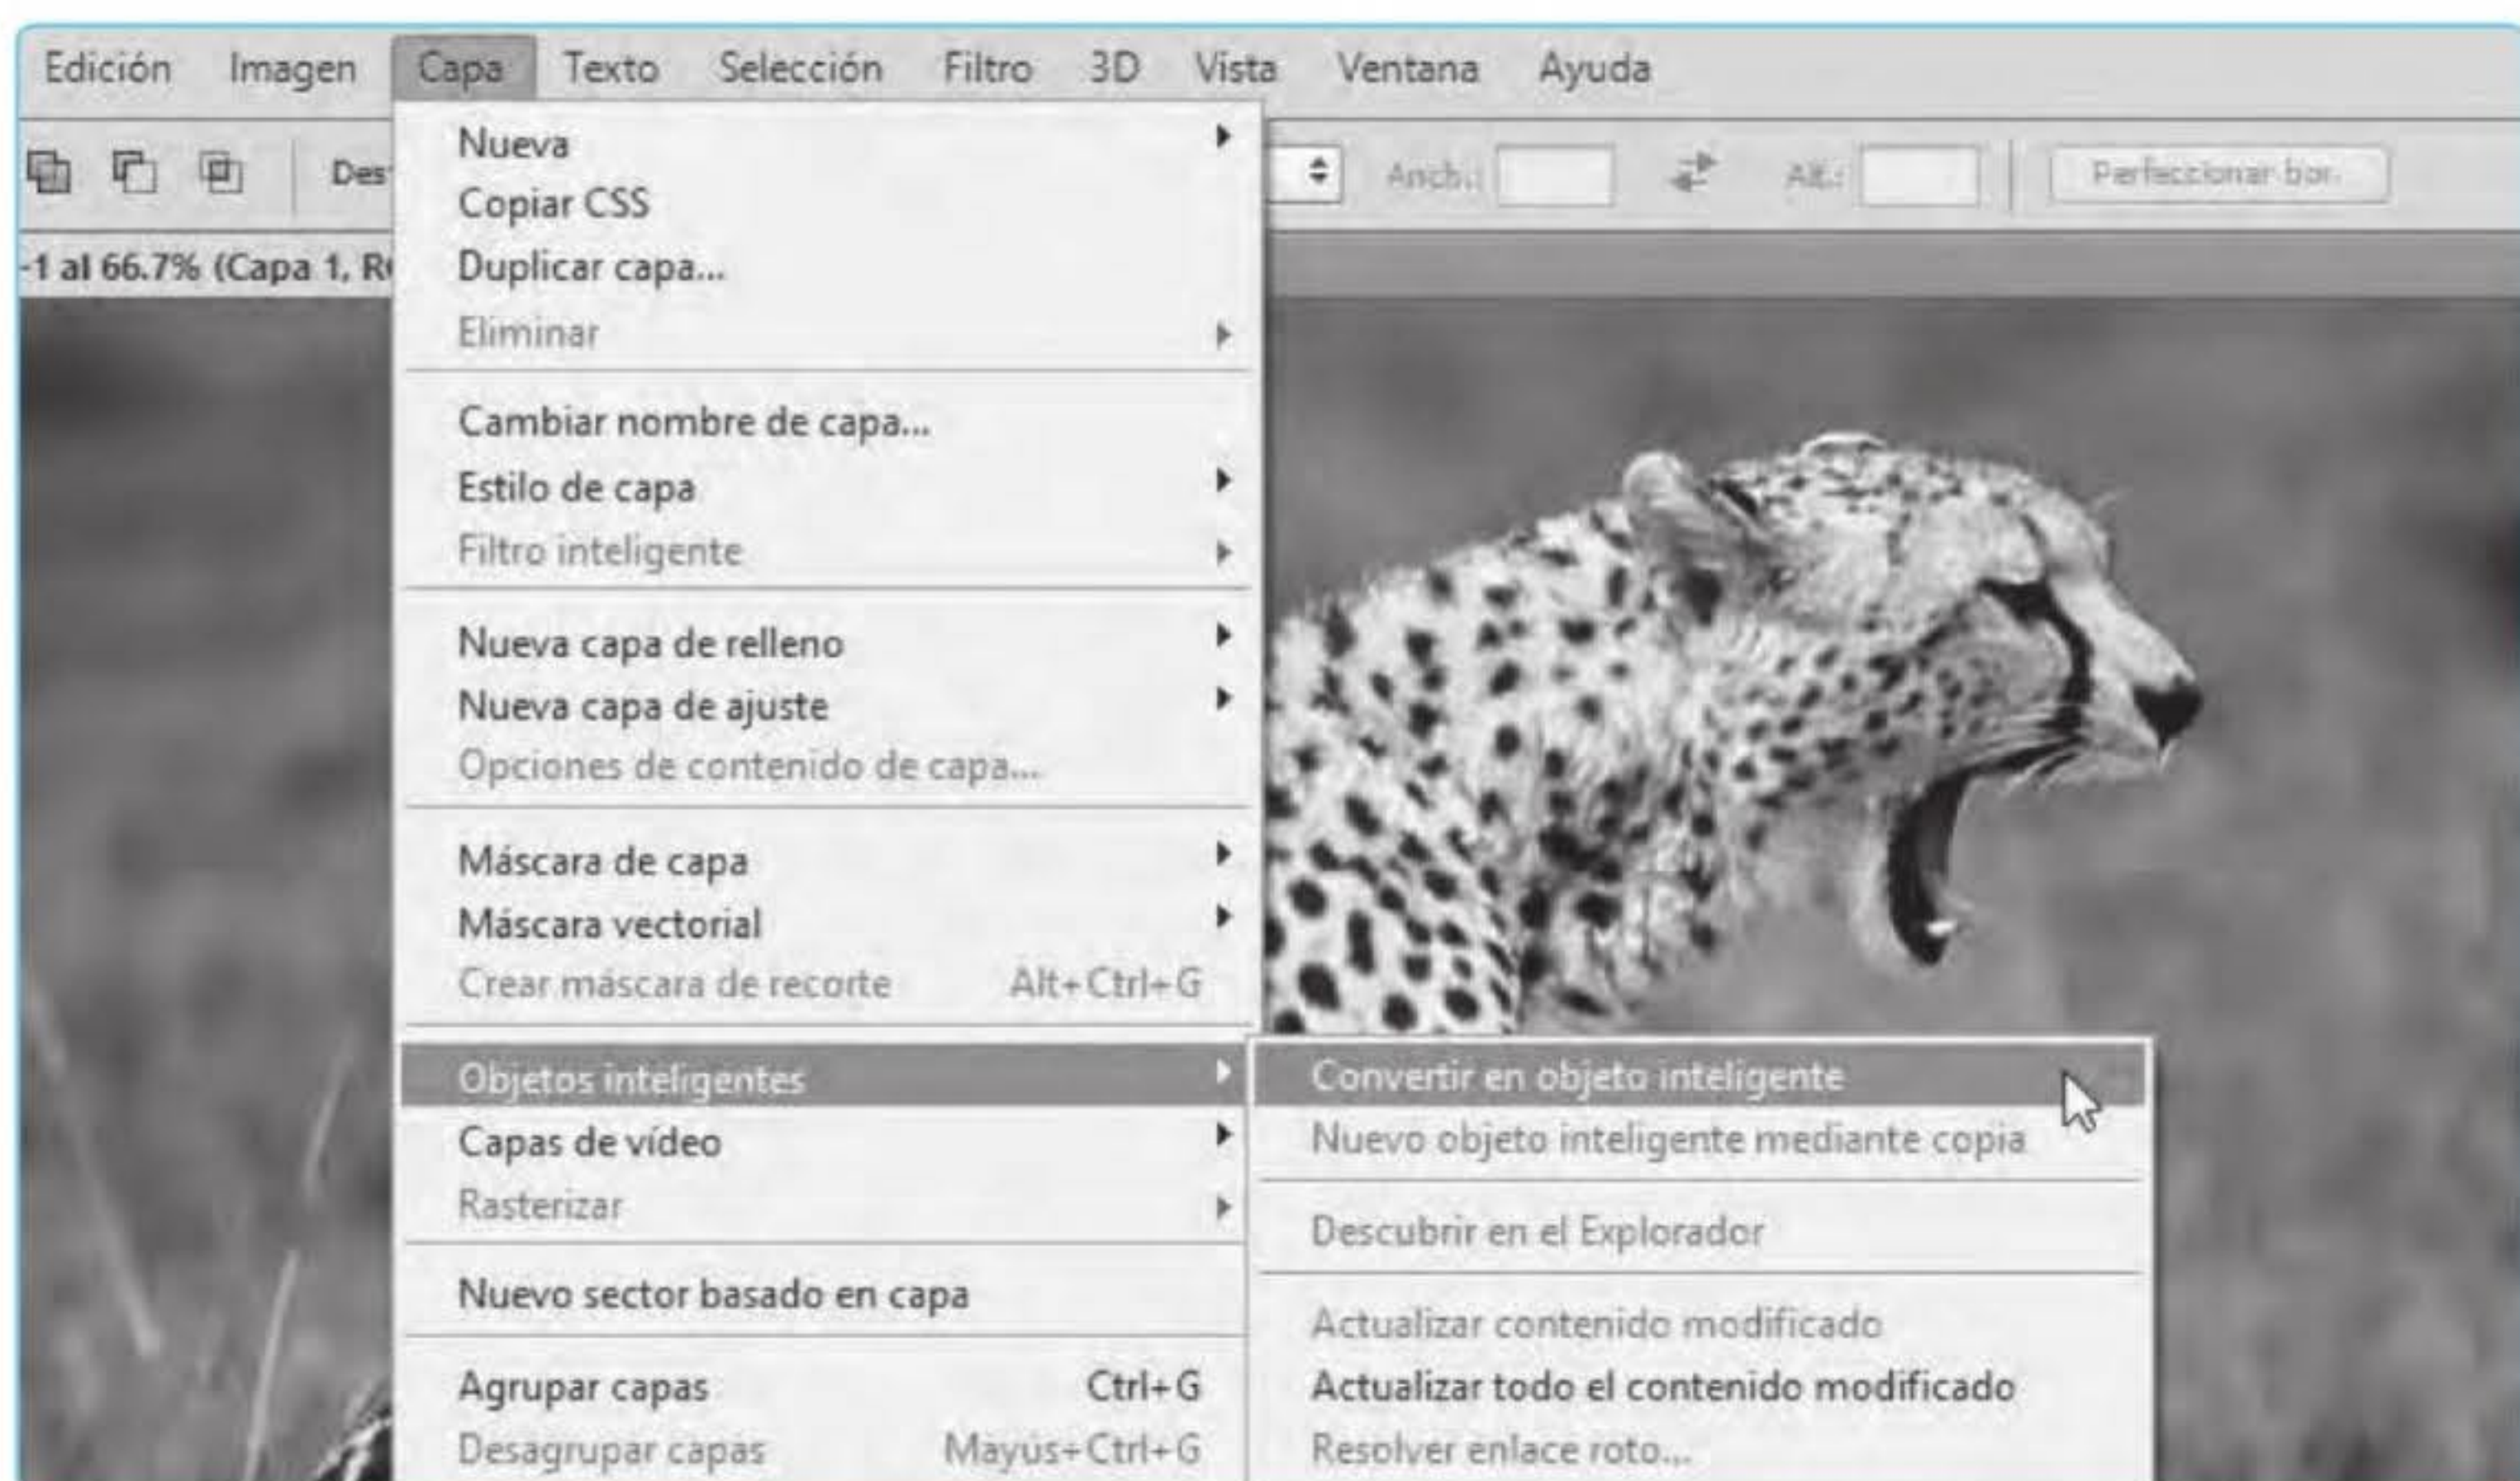 Edición Imagen Capa Texto Selección Filtro 3D Vista Ventana Ayuda
Anch.: Alt.: Perfeccionar bor.
-1 al 66.7% (Capa 1,
Nueva
Copiar CSS
Duplicar capa...
Eliminar
Cambiar nombre de capa...
Estilo de capa
Filtro inteligente
Nueva capa de relleno
Nueva capa de ajuste
Opciones de contenido de capa...
Máscara de capa
Máscara vectorial
Crear máscara de recorte Alt+Ctrl+G
Objetos inteligentes
Capas de vídeo
Rasterizar
Nuevo sector basado en capa
Agrupar capas Ctrl+G
Desagrupar capas Mayús+Ctrl+G
Convertir en objeto inteligente
Nuevo objeto inteligente mediante copia
Descubrir en el Explorador
Actualizar contenido modificado
Actualizar todo el contenido modificado
Resolver enlace roto...